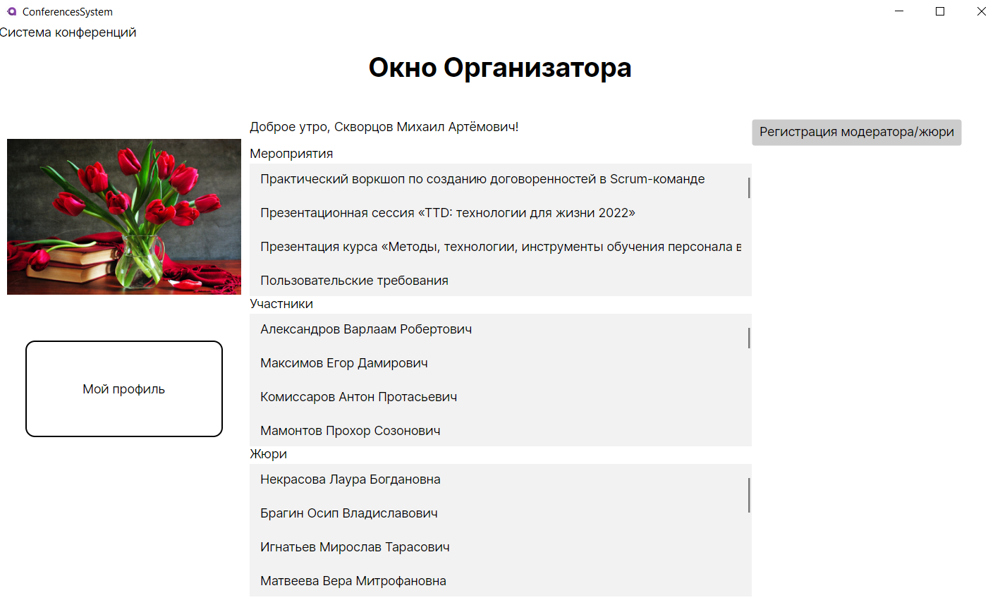 ConferencesSystem
Система конференций
Окно Организатора
Доброе утро, Скворцов Михаил Артёмович!
Регистрация модератора/жюри
Мероприятия
Практический воркшоп по созданию договоренностей в Scrum-команде
Презентационная сессия «TTD: технологии для жизни 2022»
Презентация курса «Методы, технологии, инструменты обучения персонала в
Пользовательские требования
Участники
Александров Варлаам Робертович
Максимов Егор Дамирович
Комиссаров Антон Протасьевич
Мамонтов Прохор Созонович
Мой профиль
Жюри
Некрасова Лаура Богдановна
Брагин Осип Владиславович
Игнатьев Мирослав Тарасович
Матвеева Вера Митрофановна